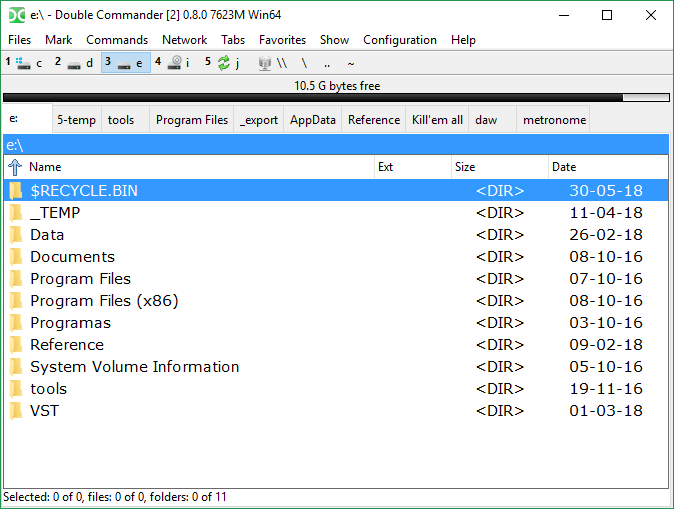 e:\ - Double Commander [2] 0.8.0 7623M Win64
Files Mark Commands Network Tabs Favorites Show Configuration Help
1 c 2 d 3 e 4 i 5 j \\ \ .. ~
10.5 G bytes free
e: 5-temp tools Program Files _export AppData Reference Kill'em all daw metronome
e:\
Name Ext Size Date
$RECYCLE.BIN <DIR> 30-05-18
_TEMP <DIR> 11-04-18
Data <DIR> 26-02-18
Documents <DIR> 08-10-16
Program Files <DIR> 07-10-16
Program Files (x86) <DIR> 08-10-16
Programas <DIR> 03-10-16
Reference <DIR> 09-02-18
System Volume Information <DIR> 05-10-16
tools <DIR> 19-11-16
VST <DIR> 01-03-18
Selected: 0 of 0, files: 0 of 0, folders: 0 of 11